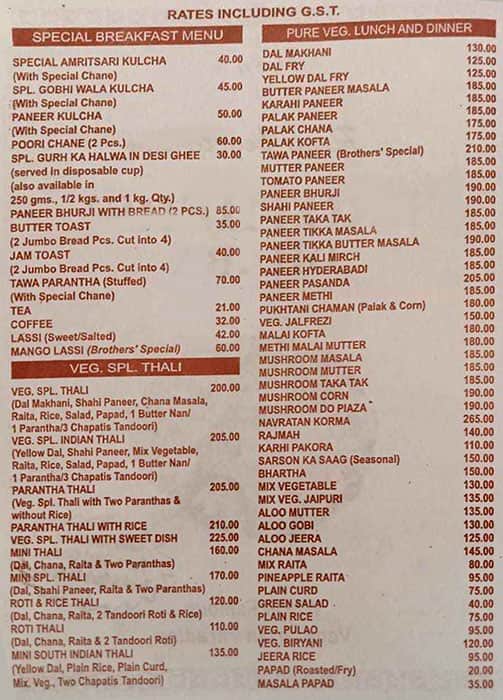 RATES INCLUDING G.S.T.
SPECIAL BREAKFAST MENU
SPECIAL AMRITSARI KULCHA 40.00
(With Special Chane)
SPL. GOBHI WALA KULCHA 45.00
(With Special Chane)
PANEER KULCHA 50.00
(With Special Chane)
POORI CHANE (2 Pcs.) 60.00
SPL. GURH KA HALWA IN DESI GHEE 30.00
(served in disposable cup)
(also available in
250 gms., 1/2 kgs. and 1 kg. Qty.)
PANEER BHURJI WITH BREAD (2 PCS.) 85.00
BUTTER TOAST 35.00
(2 Jumbo Bread Pcs. Cut into 4)
JAM TOAST 40.00
(2 Jumbo Bread Pcs. Cut into 4)
TAWA PARANTHA (Stuffed) 70.00
(With Special Chane)
TEA 21.00
COFFEE 32.00
LASSI (Sweet/Salted) 42.00
MANGO LASSI (Brothers' Special) 60.00
VEG. SPL. THALI
VEG. SPL. THALI 200.00
(Dal Makhani, Shahi Paneer, Chana Masala,
Raita, Rice, Salad, Papad, 1 Butter Nan/
1 Parantha/3 Chapatis Tandoori)
VEG. SPL. INDIAN THALI 205.00
(Yellow Dal, Shahi Paneer, Mix Vegetable,
Raita, Rice, Salad, Papad, 1 Butter Nan/
1 Parantha/3 Chapatis Tandoori)
PARANTHA THALI 205.00
(Veg. Spl. Thali with Two Paranthas &
without Rice)
PARANTHA THALI WITH RICE 210.00
VEG. SPL. THALI WITH SWEET DISH 225.00
MINI THALI 160.00
(Dal, Chana, Raita & Two Paranthas)
MINI SPL. THALI 170.00
(Dal, Shahi Paneer, Raita & Two Paranthas)
ROTI & RICE THALI 120.00
(Dal, Chana, Raita, 2 Tandoori Roti & Rice)
ROTI THALI 110.00
(Dal, Chana, Raita & 2 Tandoori Roti)
MINI SOUTH INDIAN THALI 135.00
(Yellow Dal, Plain Rice, Plain Curd,
Mix, Veg., Two Chapatis Tandoori)
PURE VEG. LUNCH AND DINNER
DAL MAKHANI 130.00
DAL FRY 125.00
YELLOW DAL FRY 125.00
BUTTER PANEER MASALA 185.00
KARAHI PANEER 185.00
PALAK PANEER 185.00
PALAK CHANA 175.00
PALAK KOFTA 175.00
TAWA PANEER (Brothers' Special) 210.00
MUTTER PANEER 185.00
TOMATO PANEER 185.00
PANEER BHURJI 190.00
SHAHI PANEER 190.00
PANEER TAKA TAK 185.00
PANEER TIKKA MASALA 185.00
PANEER TIKKA BUTTER MASALA 190.00
PANEER KALI MIRCH 185.00
PANEER HYDERABADI 185.00
PANEER PASANDA 205.00
PANEER METHI 185.00
PUKHTANI CHAMAN (Palak & Corn) 180.00
VEG. JALFREZI 150.00
MALAI KOFTA 180.00
METHI MALAI MUTTER 180.00
MUSHROOM MASALA 185.00
MUSHROOM MUTTER 185.00
MUSHROOM TAKA TAK 185.00
MUSHROOM CORN 190.00
MUSHROOM DO PIAZA 190.00
NAVRATAN KORMA 265.00
RAJMAH 140.00
KARHI PAKORA 110.00
SARSON KA SAAG (Seasonal) 150.00
BHARTHA 150.00
MIX VEGETABLE 130.00
MIX VEG. JAIPURI 135.00
ALOO MUTTER 135.00
ALOO GOBI 130.00
ALOO JEERA 125.00
CHANA MASALA 145.00
MIX RAITA 80.00
PINEAPPLE RAITA 95.00
PLAIN CURD 75.00
GREEN SALAD 40.00
PLAIN RICE 75.00
VEG. PULAO 95.00
VEG. BIRYANI 120.00
JEERA RICE 95.00
PAPAD (Roasted/Fry) 20.00
MASALA PAPAD 35.00